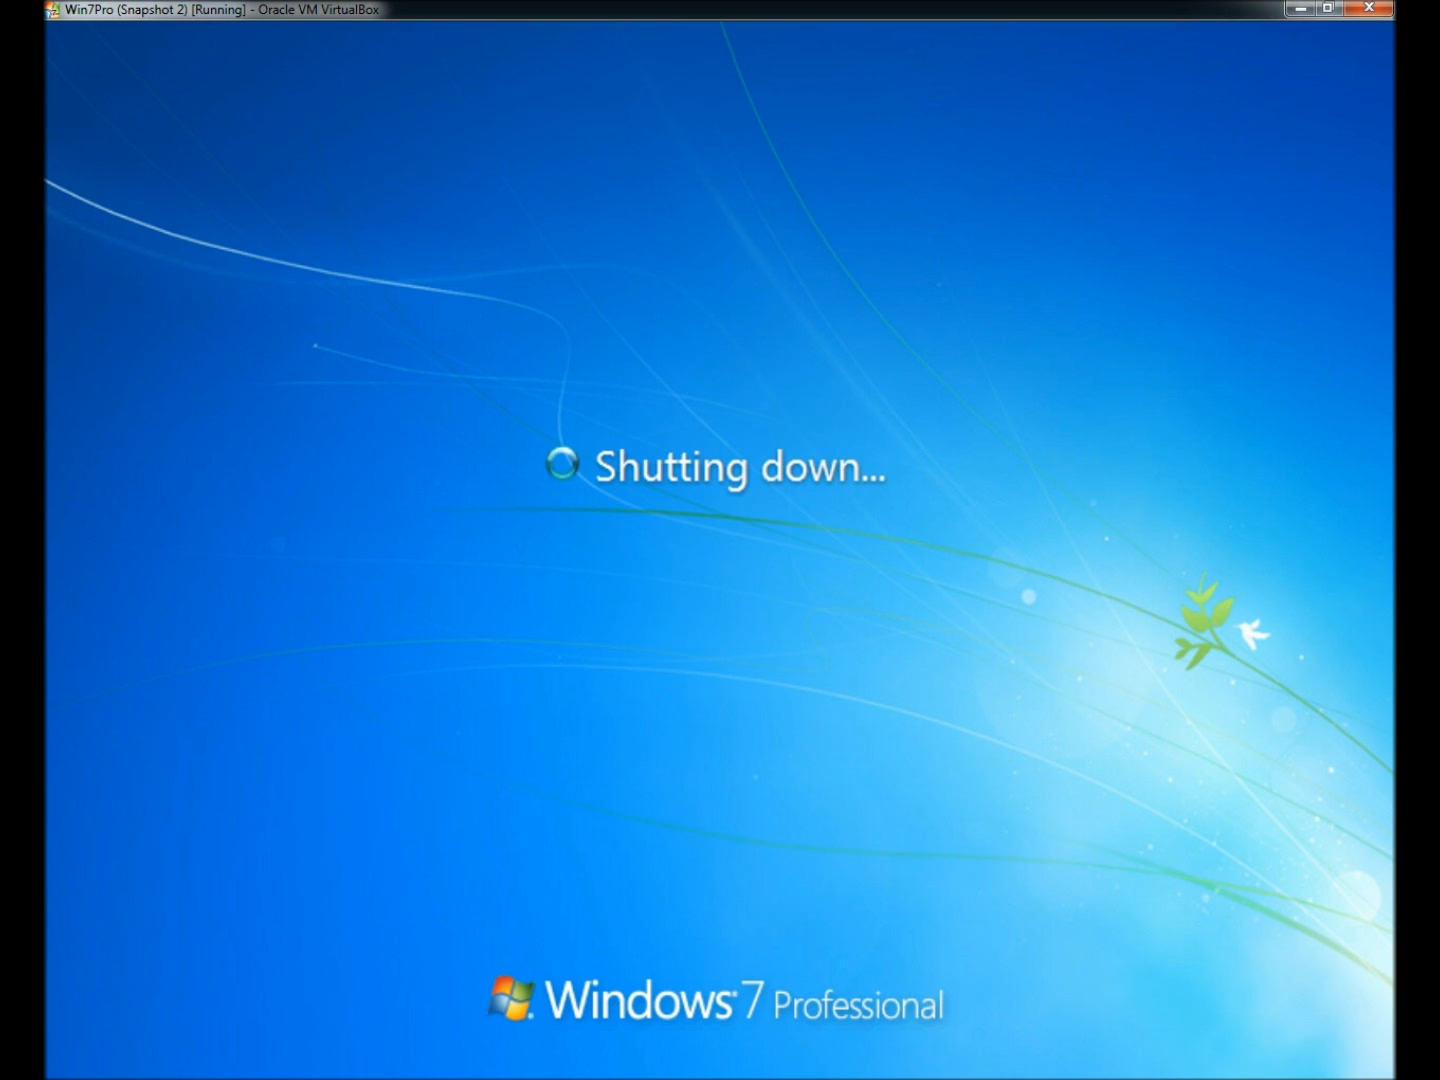 Win7Pro (Snapshot 2) [Running] - Oracle VM VirtualBox
Shutting down...
Windows 7 Professional